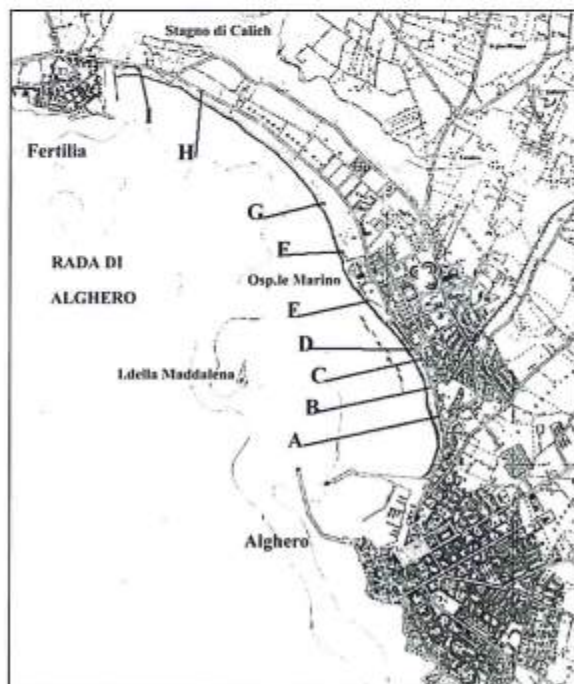 Stagno di Calich
Fertilia
I
H
G
F
RADA DI
ALGHERO
Osp.le Marino
E
D
I.della Maddalena
C
B
A
Alghero